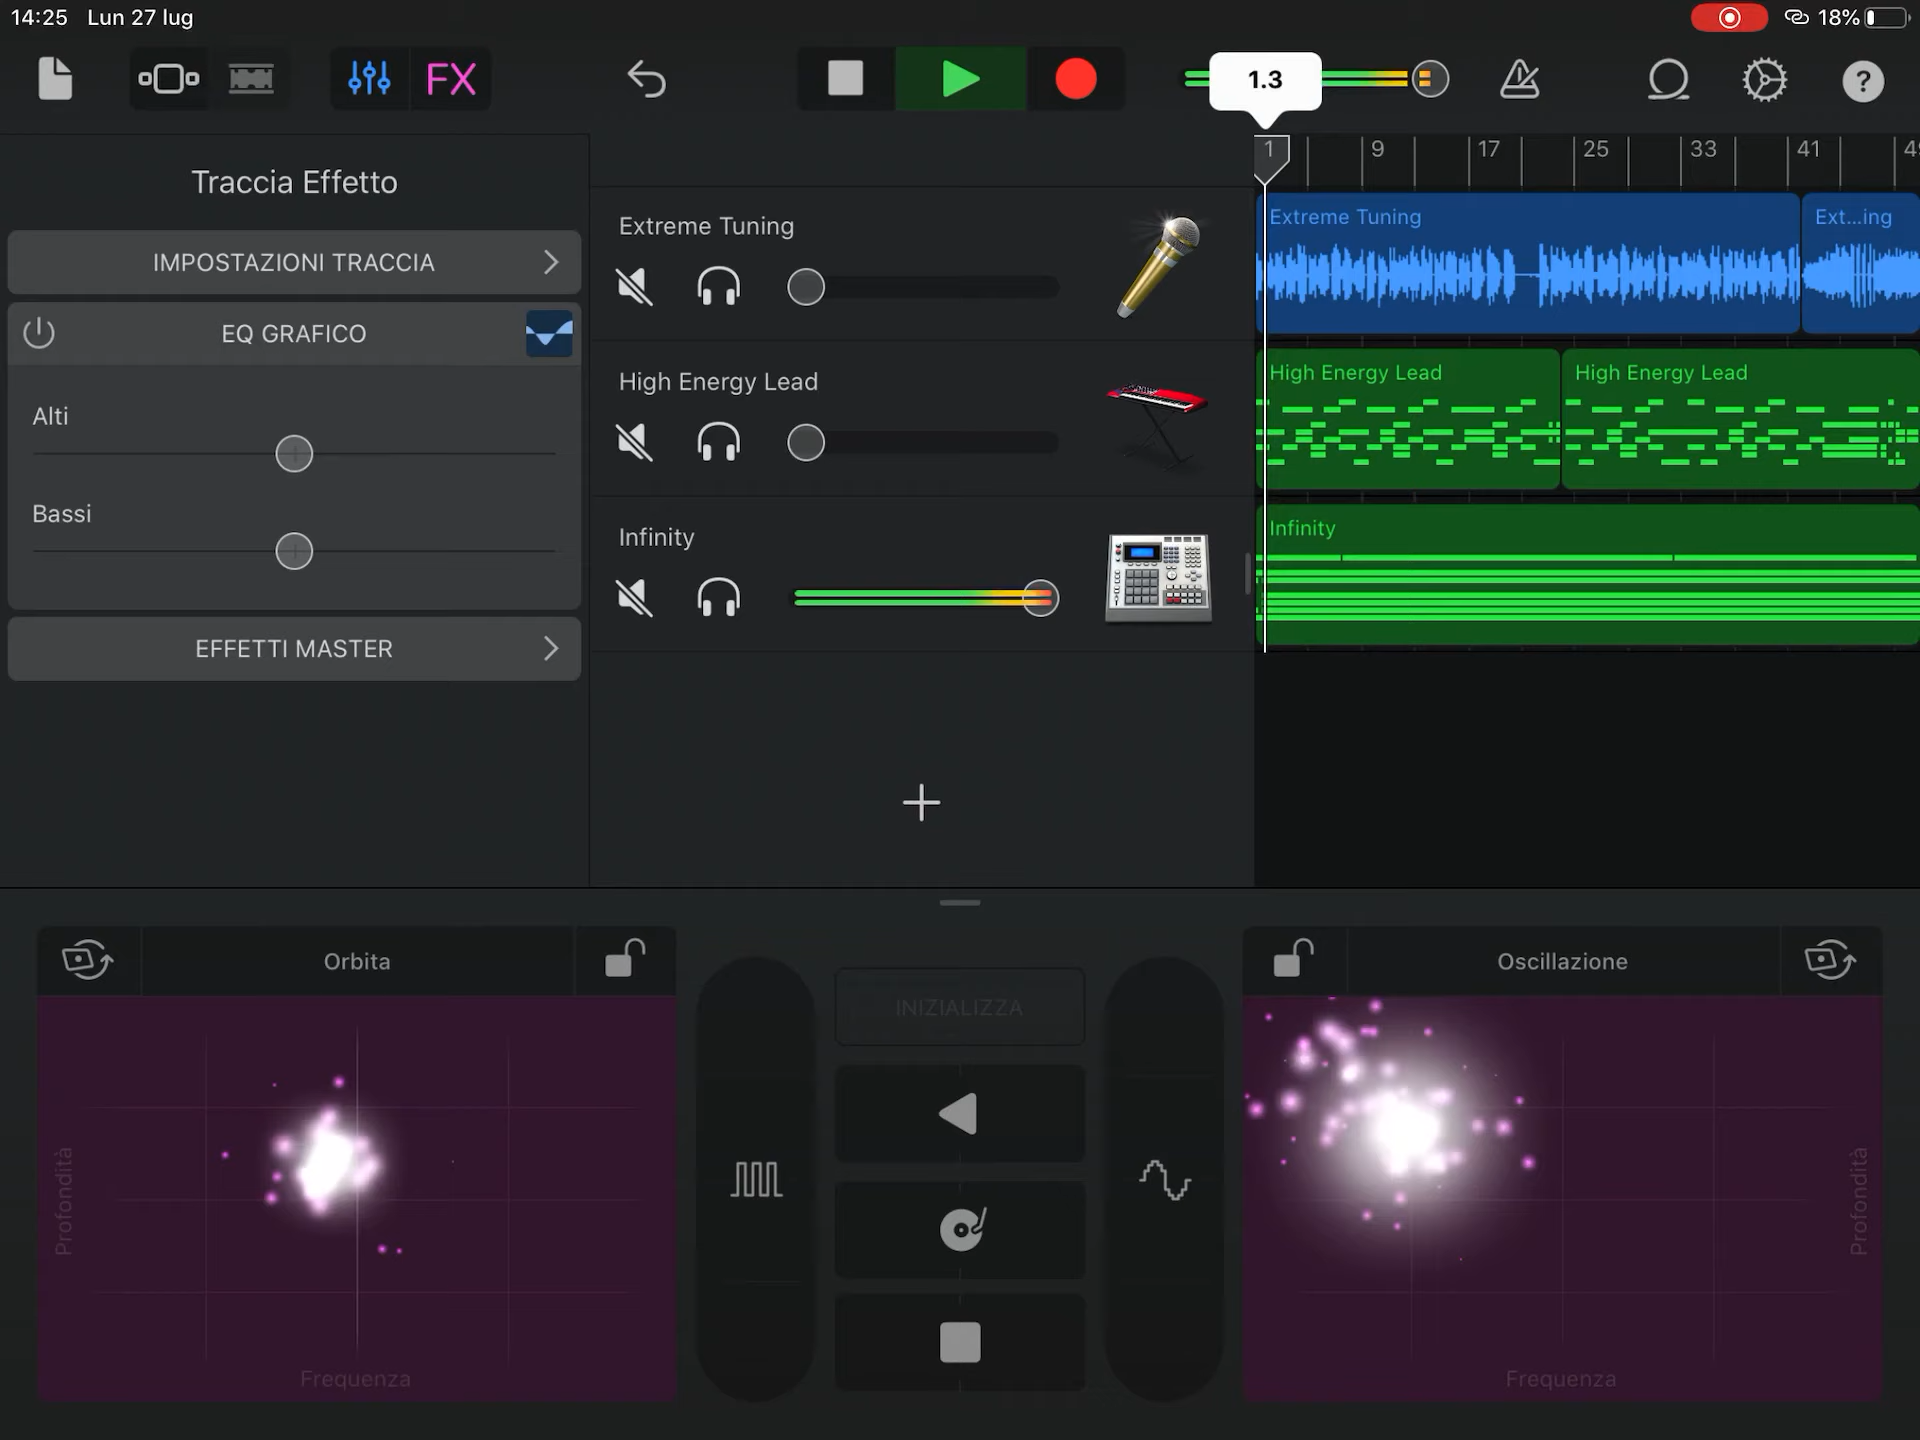 14:25 Lun 27 lug
18%
FX
1.3
?
1 9 17 25 33 41
Traccia Effetto
IMPOSTAZIONI TRACCIA
EQ GRAFICO
Alti
Bassi
EFFETTI MASTER
Extreme Tuning
High Energy Lead
Infinity
Extreme Tuning
Ext...ing
High Energy Lead
High Energy Lead
Infinity
Orbita
Profondità
Frequenza
INIZIALIZZA
Oscillazione
Profondità
Frequenza